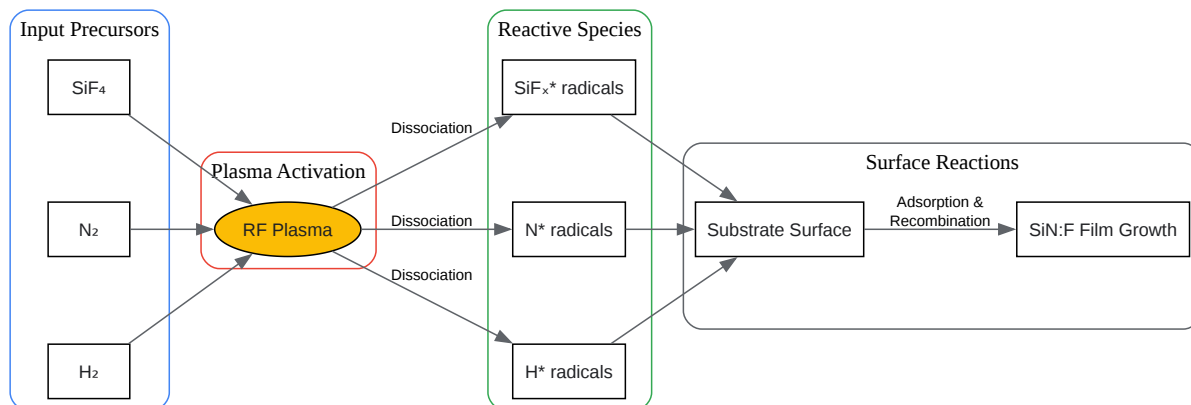 Input Precursors
SiF₄
N₂
H₂
Plasma Activation
RF Plasma
Dissociation
Dissociation
Dissociation
Reactive Species
SiFₓ* radicals
N* radicals
H* radicals
Surface Reactions
Substrate Surface
Adsorption &
Recombination
SiN:F Film Growth